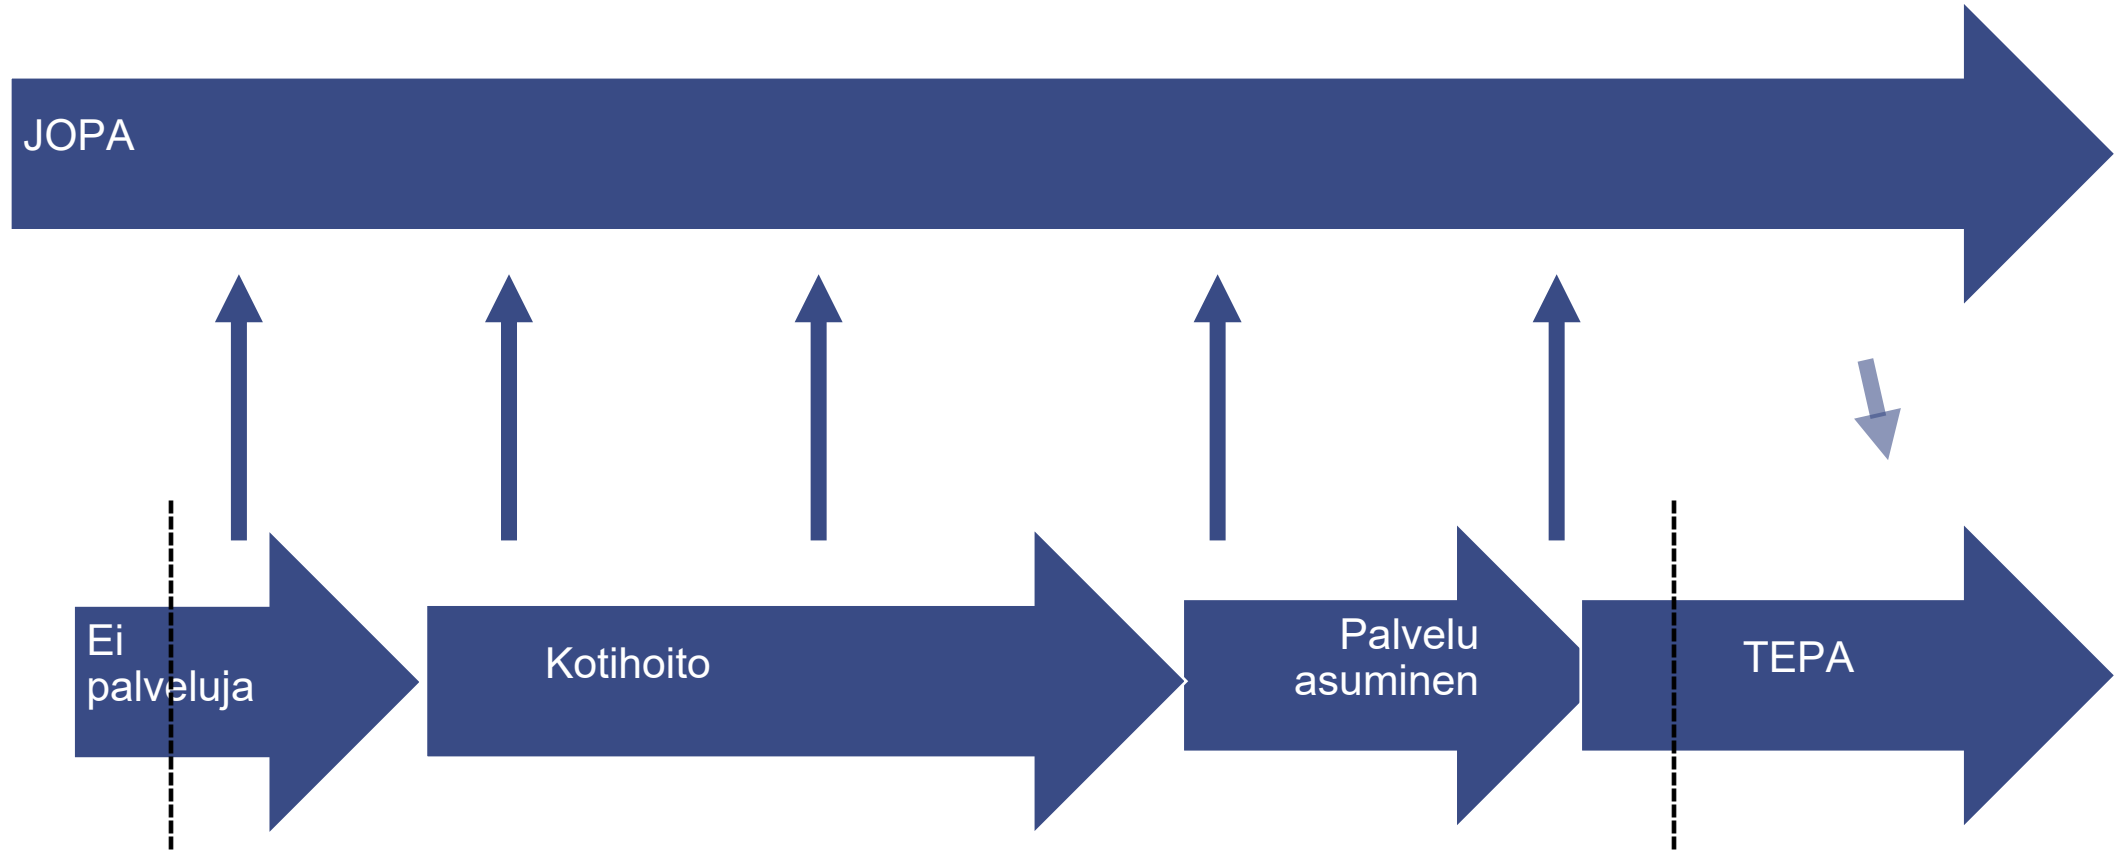 JOPA
Ei
palveluja
Kotihoito
Palvelu
asuminen
TEPA